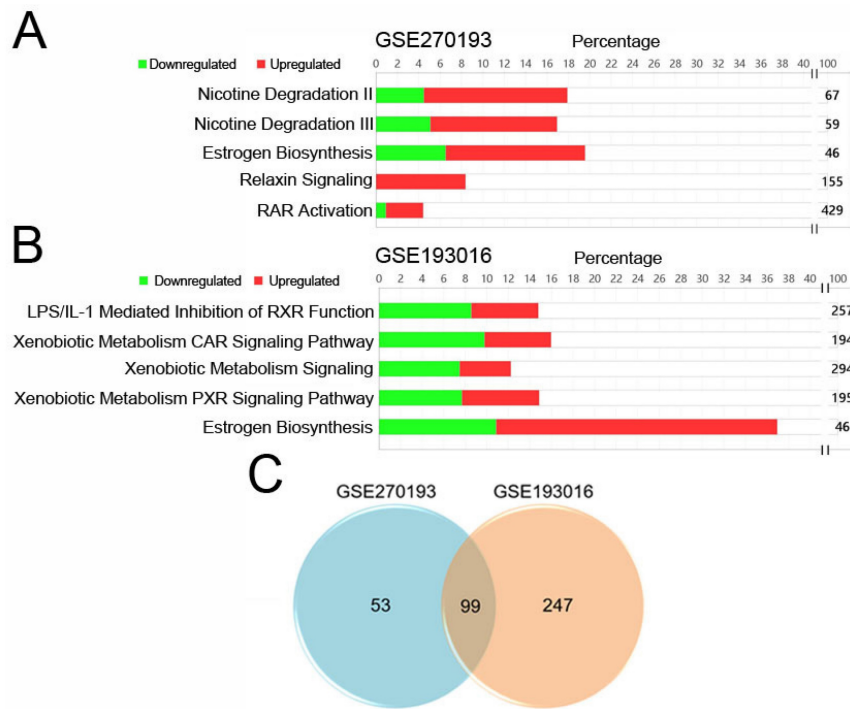 A
GSE270193 Percentage
Downregulated Upregulated 0 2 4 6 8 10 12 14 16 18 20 22 24 26 28 30 32 34 36 38 40 100
Nicotine Degradation II 67
Nicotine Degradation III 59
Estrogen Biosynthesis 46
Relaxin Signaling 155
RAR Activation 429
B
GSE193016 Percentage
Downregulated Upregulated 0 2 4 6 8 10 12 14 16 18 20 22 24 26 28 30 32 34 36 38 40 100
LPS/IL-1 Mediated Inhibition of RXR Function 257
Xenobiotic Metabolism CAR Signaling Pathway 194
Xenobiotic Metabolism Signaling 294
Xenobiotic Metabolism PXR Signaling Pathway 195
Estrogen Biosynthesis 46
C
GSE270193 GSE193016
53 99 247